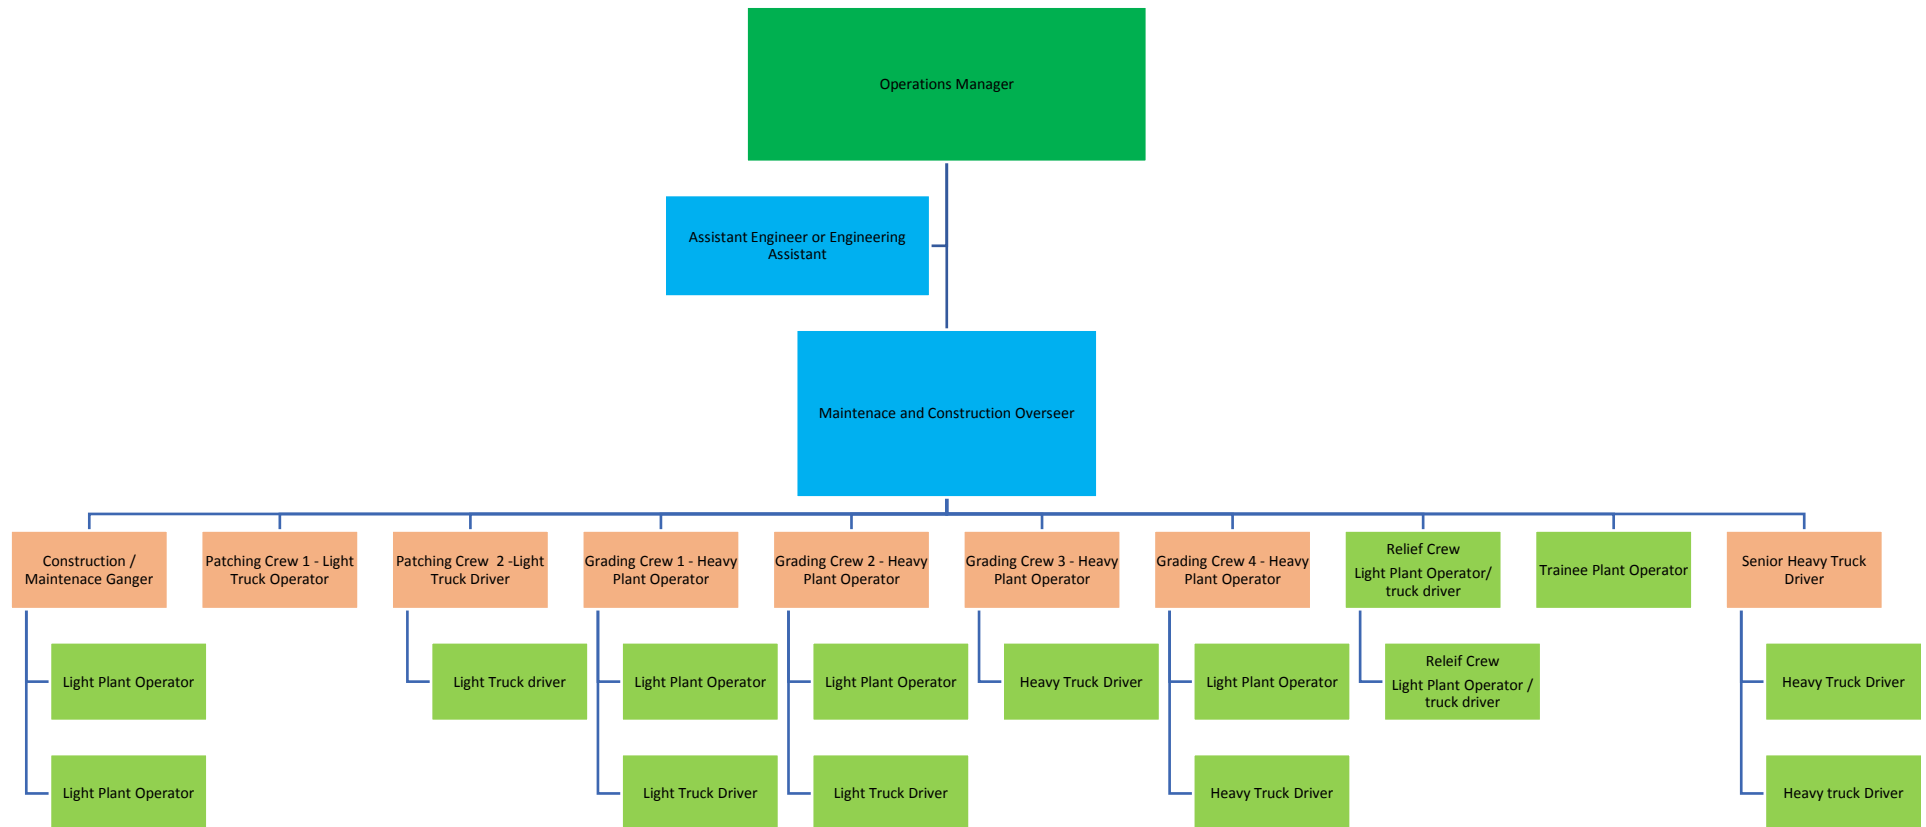 Operations Manager
Assistant Engineer or Engineering
Assistant
Maintenace and Construction Overseer
Construction /
Maintenace Ganger
Patching Crew 1 - Light
Truck Operator
Patching Crew  2 -Light
Truck Driver
Grading Crew 1 - Heavy
Plant Operator
Grading Crew 2 - Heavy
Plant Operator
Grading Crew 3 - Heavy
Plant Operator
Grading Crew 4 - Heavy
Plant Operator
Relief Crew
Light Plant Operator/
truck driver
Trainee Plant Operator
Senior Heavy Truck
Driver
Light Plant Operator
Light Truck driver
Light Plant Operator
Light Plant Operator
Heavy Truck Driver
Light Plant Operator
Releif Crew
Light Plant Operator /
truck driver
Heavy Truck Driver
Light Plant Operator
Light Truck Driver
Light Truck Driver
Heavy Truck Driver
Heavy truck Driver